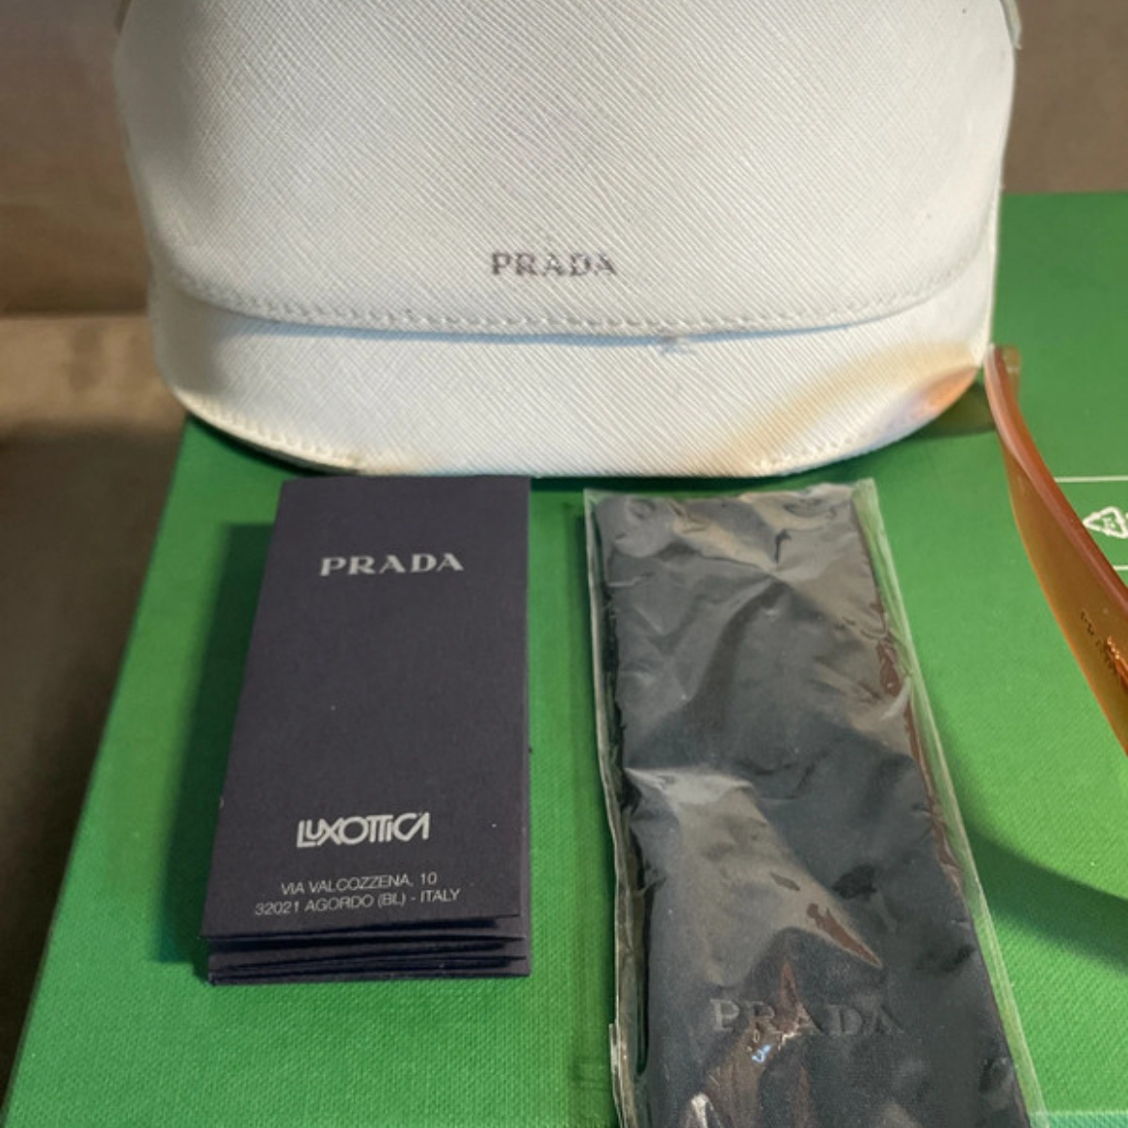 PRADA
PRADA
LUXOTTICA
VIA VALCOZZENA, 10
32021 AGORDO (BL) - ITALY
PRADA